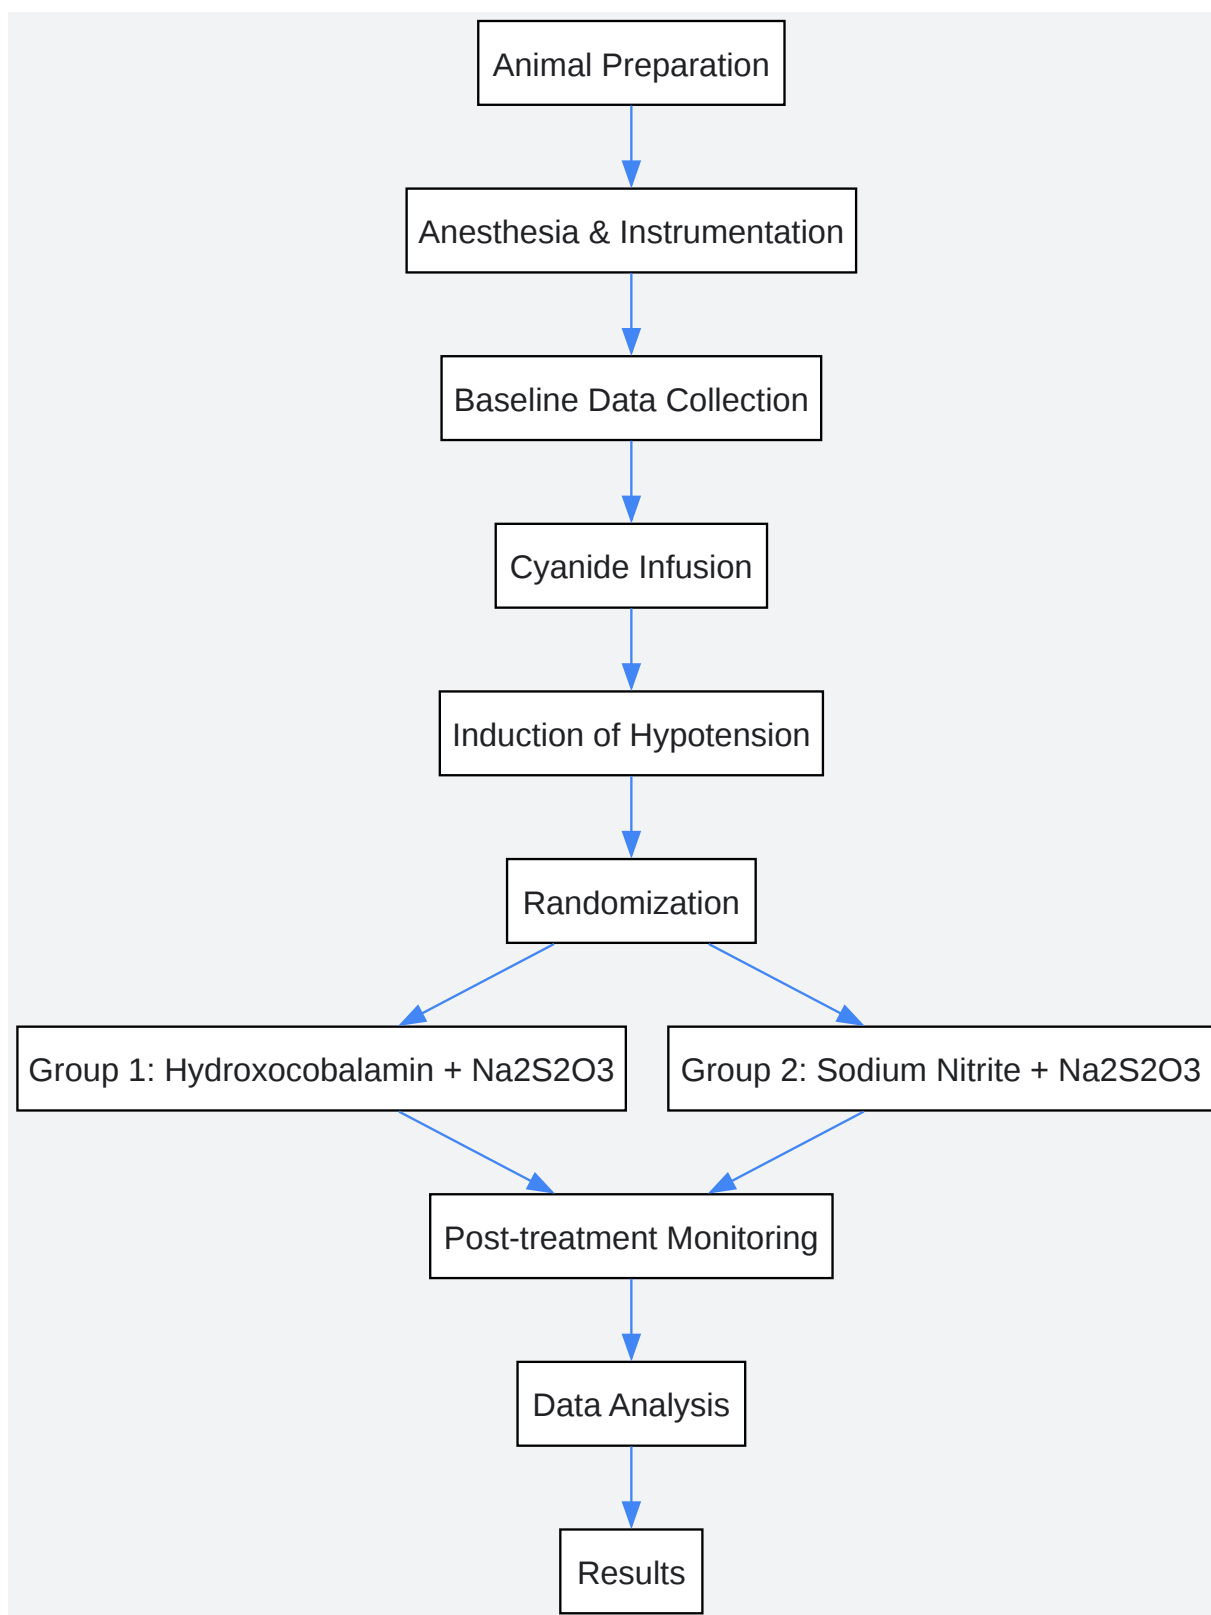 Animal Preparation
Anesthesia & Instrumentation
Baseline Data Collection
Cyanide Infusion
Induction of Hypotension
Randomization
Group 1: Hydroxocobalamin + Na2S2O3
Group 2: Sodium Nitrite + Na2S2O3
Post-treatment Monitoring
Data Analysis
Results